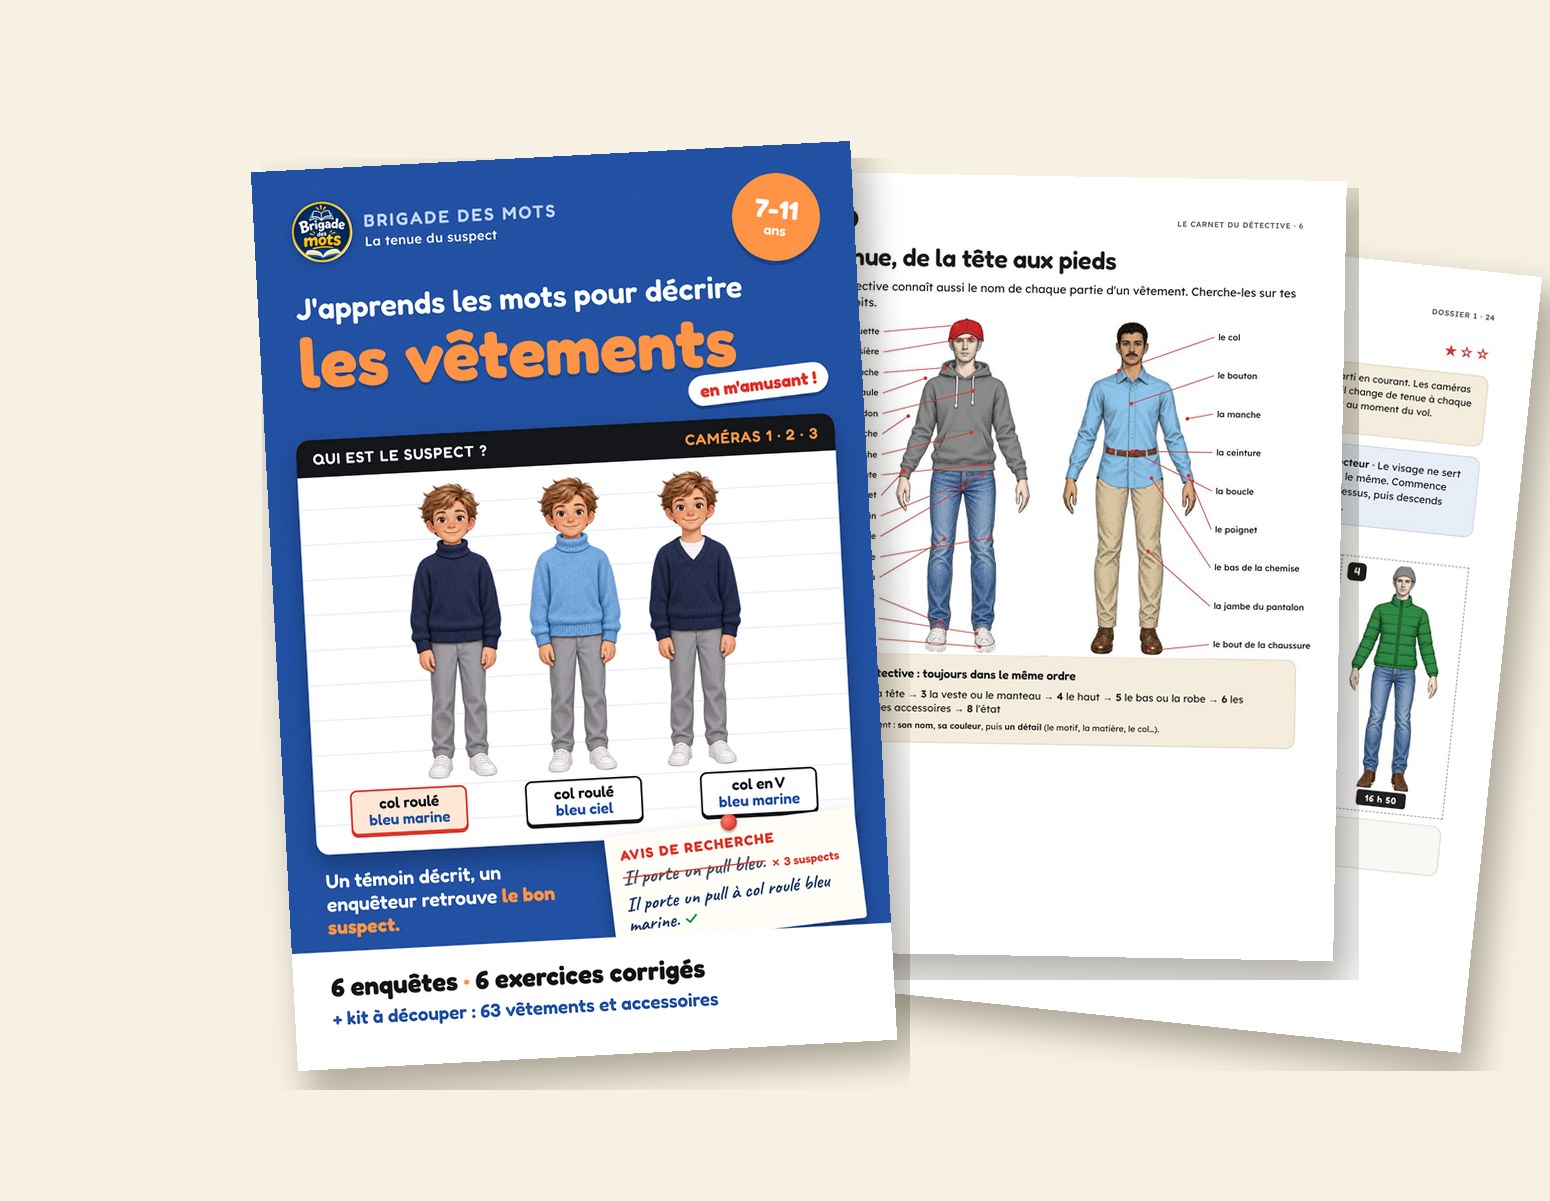 Brigade
des
mots
BRIGADE DES MOTS
La tenue du suspect
7-11
ans
J'apprends les mots pour décrire
les vêtements
en m'amusant !
QUI EST LE SUSPECT ?
CAMÉRAS 1 · 2 · 3
col roulé
bleu marine
col roulé
bleu ciel
col en V
bleu marine
AVIS DE RECHERCHE
Il porte un pull bleu. × 3 suspects
Il porte un pull à col roulé bleu
marine. ✓
Un témoin décrit, un
enquêteur retrouve le bon
suspect.
6 enquêtes · 6 exercices corrigés
+ kit à découper : 63 vêtements et accessoires
LE CARNET DU DÉTECTIVE · 6
de la tête aux pieds
connaît aussi le nom de chaque partie d'un vêtement. Cherche-les sur tes
le col
le bouton
la manche
la ceinture
la boucle
le poignet
le bas de la chemise
la jambe du pantalon
le bout de la chaussure
: toujours dans le même ordre
tête → 3 la veste ou le manteau → 4 le haut → 5 le bas ou la robe → 6 les
les accessoires → 8 l'état
: son nom, sa couleur, puis un détail (le motif, la matière, le col…).
DOSSIER 1 · 24
★☆☆
en courant. Les caméras
change de tenue à chaque
au moment du vol.
· Le visage ne sert
le même. Commence
puis descends
4
16 h 50